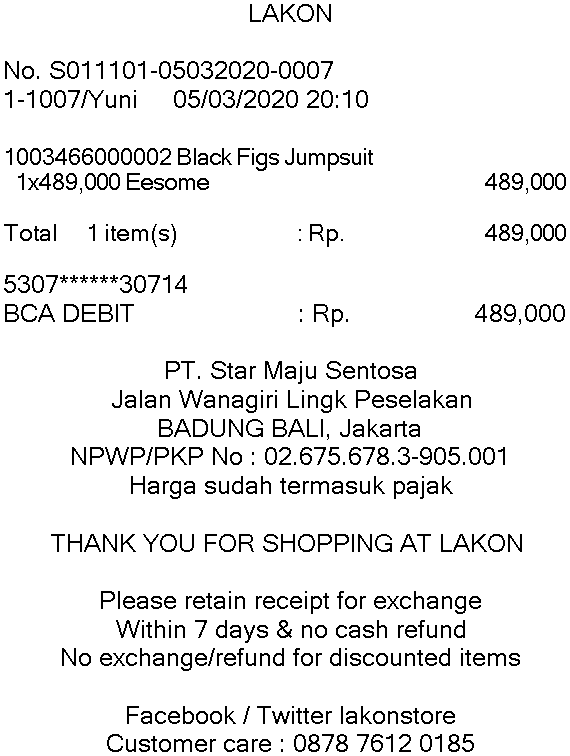 LAKON
No. S011101-05032020-0007
1-1007/Yuni 05/03/2020 20:10
1003466000002 Black Figs Jumpsuit
1x489,000 Eesome 489,000
Total 1 item(s) : Rp. 489,000
5307******30714
BCA DEBIT : Rp. 489,000
PT. Star Maju Sentosa
Jalan Wanagiri Lingk Peselakan
BADUNG BALI, Jakarta
NPWP/PKP No : 02.675.678.3-905.001
Harga sudah termasuk pajak
THANK YOU FOR SHOPPING AT LAKON
Please retain receipt for exchange
Within 7 days & no cash refund
No exchange/refund for discounted items
Facebook / Twitter lakonstore
Customer care : 0878 7612 0185